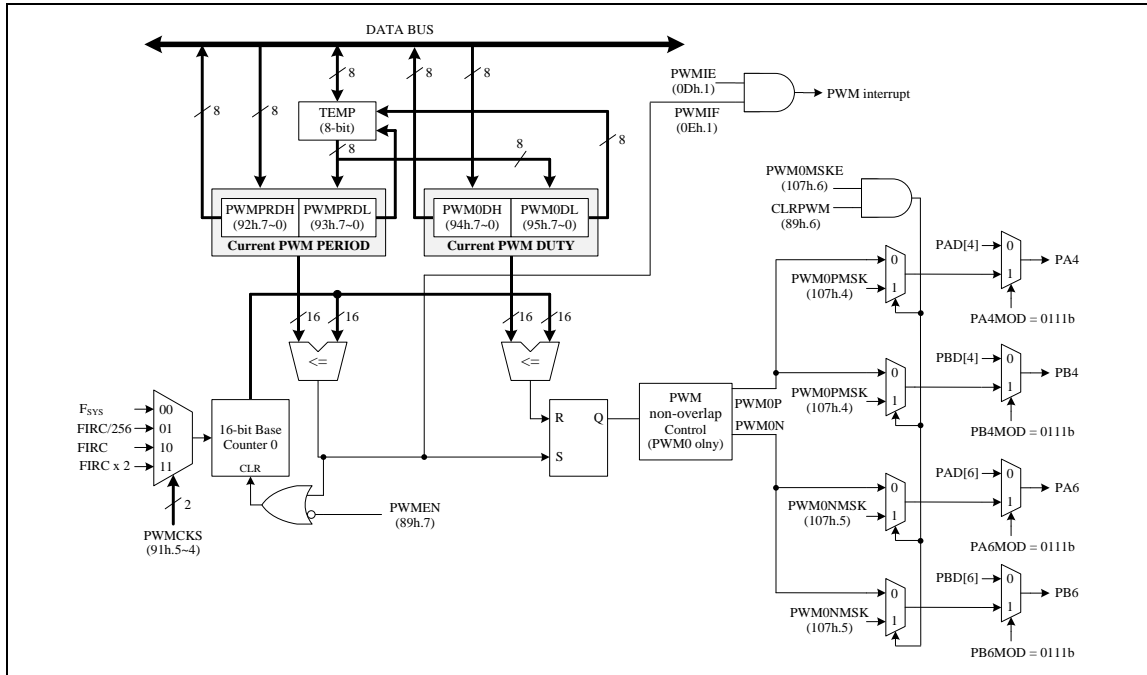 DATA BUS
8
8
8
8
8
TEMP
(8-bit)
8
8
8
PWMIE
(0Dh.1)
PWMIF
(0Eh.1)
PWM interrupt
PWMPRDH
(92h.7~0)
PWMPRDL
(93h.7~0)
Current PWM PERIOD
PWM0DH
(94h.7~0)
PWM0DL
(95h.7~0)
Current PWM DUTY
PWM0MSKE
(107h.6)
CLRPWM
(89h.6)
16
16
16
16
<=
<=
FSYS
FIRC/256
FIRC
FIRC x 2
00
01
10
11
2
PWMCKS
(91h.5~4)
16-bit Base
Counter 0
CLR
PWMEN
(89h.7)
R
S
Q
PWM
non-overlap
Control
(PWM0 olny)
PWM0P
PWM0N
PWM0PMSK
(107h.4)
0
1
PAD[4]
0
1
PA4
PA4MOD = 0111b
PWM0PMSK
(107h.4)
0
1
PBD[4]
0
1
PB4
PB4MOD = 0111b
PWM0NMSK
(107h.5)
0
1
PAD[6]
0
1
PA6
PA6MOD = 0111b
PWM0NMSK
(107h.5)
0
1
PBD[6]
0
1
PB6
PB6MOD = 0111b